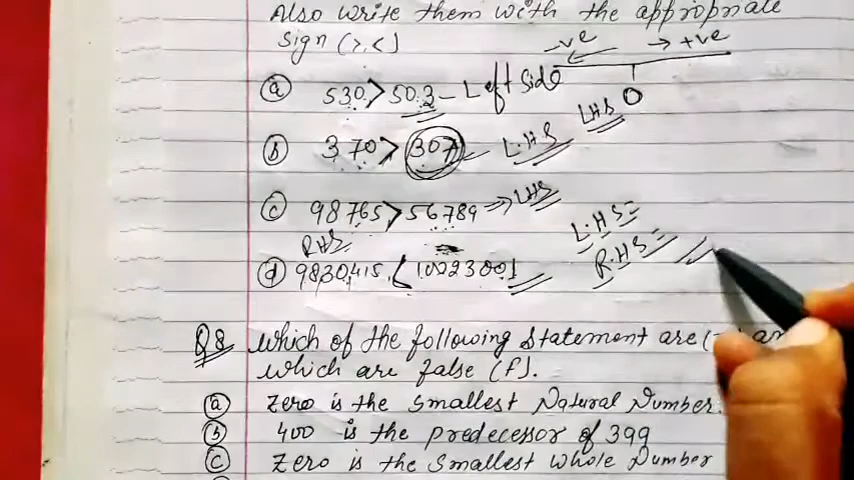 Also write them with the appropriate
Sign (>, <)
-ve ← → +ve
0
(a) 530 > 503 - Left Side
(b) 370 > 307 L.H.S LHS
(c) 98765 > 56789 → LHS
L.H.S =
RHS
R.H.S =
(d) 9830415 < 10023001
Q8 which of the following Statement are
which are false (F).
(a) Zero is the smallest Natural Number.
(b) 400 is the predecessor of 399
(c) Zero is the smallest whole Number